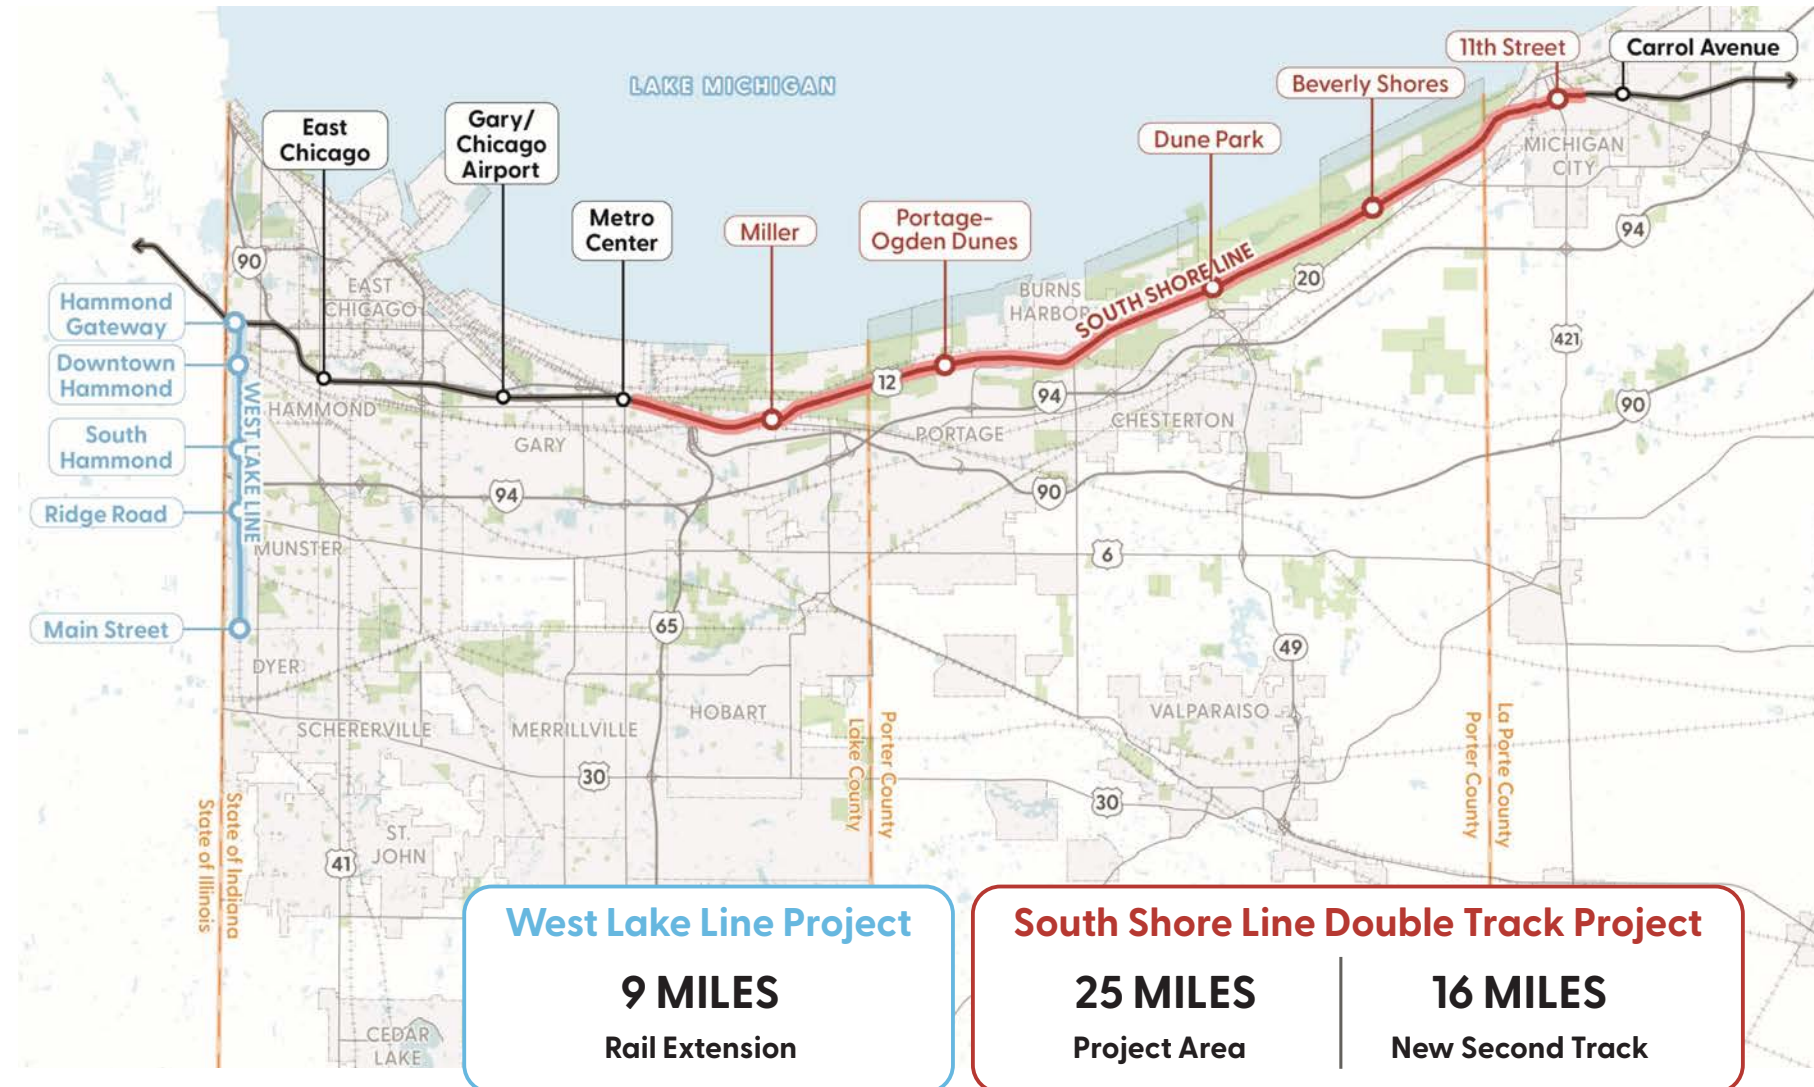 LAKE MICHIGAN
11th Street
Carrol Avenue
Beverly Shores
East
Chicago
Gary/
Chicago
Airport
Dune Park
MICHIGAN
CITY
Metro
Center
Miller
Portage-
Ogden Dunes
94
90
SOUTH SHORE LINE
20
EAST
CHICAGO
BURNS
HARBOR
Hammond
Gateway
421
Downtown
Hammond
12
94
90
WEST LAKE LINE
HAMMOND
GARY
PORTAGE
CHESTERTON
South
Hammond
94
90
Ridge Road
MUNSTER
6
Main Street
65
49
DYER
SCHERERVILLE
MERRILLVILLE
HOBART
VALPARAISO
Lake County
Porter County
Porter County
La Porte County
30
30
State of Illinois
State of Indiana
ST.
JOHN
41
CEDAR
LAKE
West Lake Line Project
9 MILES
Rail Extension
South Shore Line Double Track Project
25 MILES
Project Area
16 MILES
New Second Track